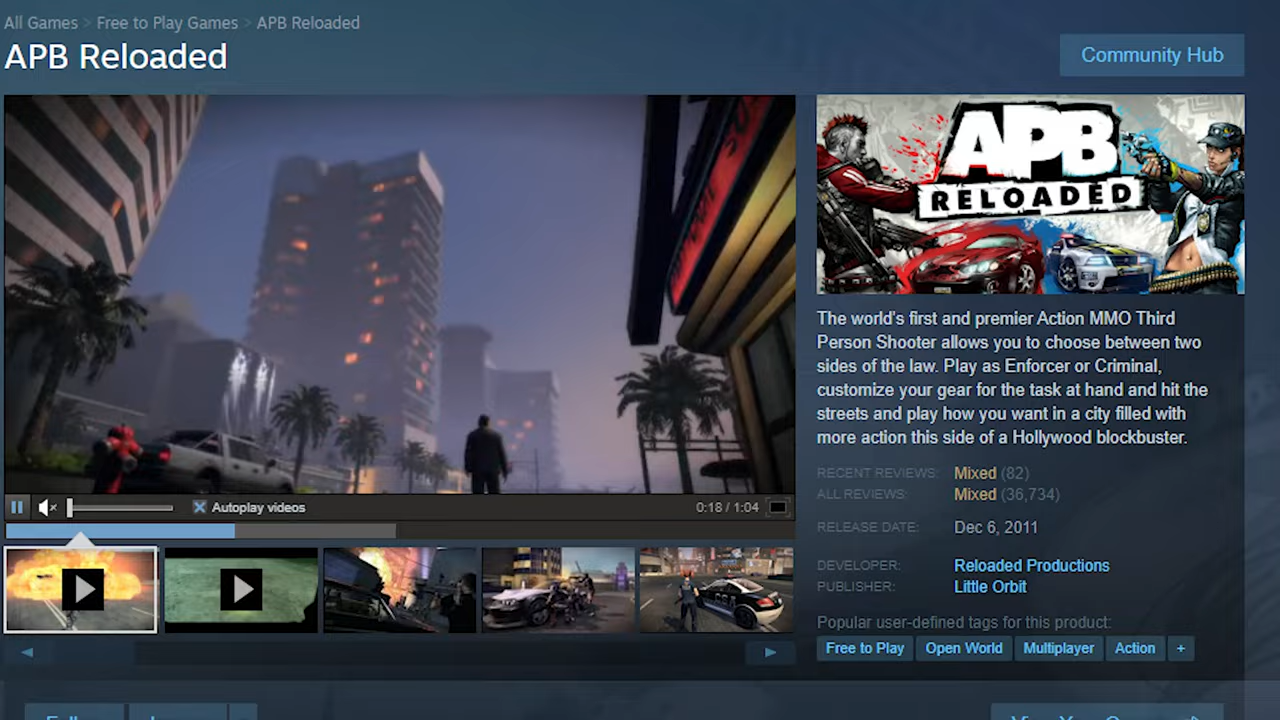 All Games > Free to Play Games > APB Reloaded
APB Reloaded
Community Hub
APB
RELOADED
The world's first and premier Action MMO Third
Person Shooter allows you to choose between two
sides of the law. Play as Enforcer or Criminal,
customize your gear for the task at hand and hit the
streets and play how you want in a city filled with
more action this side of a Hollywood blockbuster.
RECENT REVIEWS: Mixed (82)
ALL REVIEWS: Mixed (36,734)
RELEASE DATE: Dec 6, 2011
DEVELOPER: Reloaded Productions
PUBLISHER: Little Orbit
Popular user-defined tags for this product:
Free to Play Open World Multiplayer Action +
Autoplay videos 0:18 / 1:04